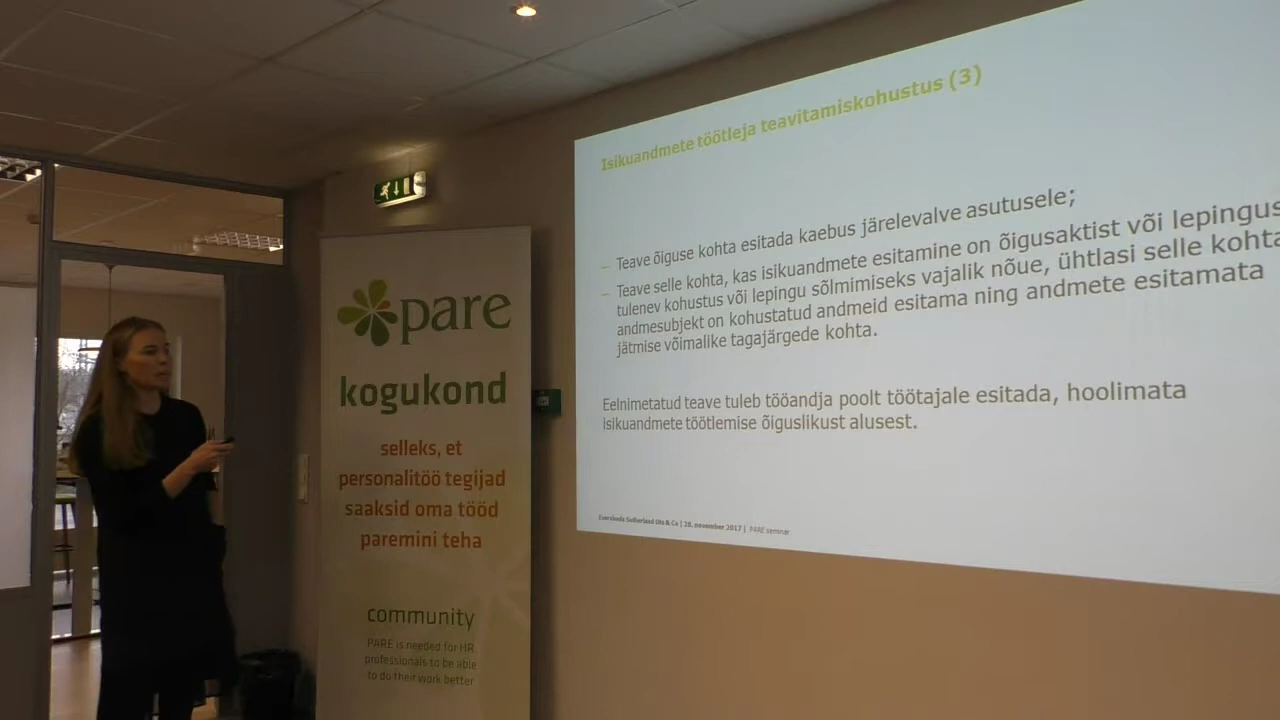 pare
kogukond
selleks, et
personalitöö tegijad
saaksid oma tööd
paremini teha
community
PARE is needed for HR
professionals to be able
to do their work better
Isikuandmete töötleja teavitamiskohustus (3)
– Teave õiguse kohta esitada kaebus järelevalve asutusele;
– Teave selle kohta, kas isikuandmete esitamine on õigusaktist või lepingus
tulenev kohustus või lepingu sõlmimiseks vajalik nõue, ühtlasi selle kohta
andmesubjekt on kohustatud andmeid esitama ning andmete esitamata
jätmise võimalike tagajärgede kohta.
Eelnimetatud teave tuleb tööandja poolt töötajale esitada, hoolimata
isikuandmete töötlemise õiguslikust alusest.
Eversheds Sutherland Ots & Co | 28. november 2017 | PARE seminar